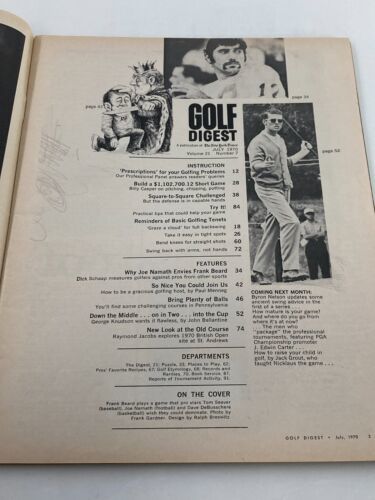 page 42
12
page 34
GOLF
DIGEST
A publication of The New York Times
JULY 1970
Volume 21 Number 7
page 52
INSTRUCTION
'Prescriptions' for your Golfing Problems 12
Our Professional Panel answers readers' queries
Build a $1,102,700.12 Short Game 28
Billy Casper on pitching, chipping, putting
Square-to-Square Challenged 38
But the defense is in capable hands
Try It! 84
Practical tips that could help your game
Reminders of Basic Golfing Tenets
'Graze a cloud' for full backswing 18
Take it easy in tight spots 26
Bend knees for straight shots 60
Swing back with arms, not hands 72
FEATURES
Why Joe Namath Envies Frank Beard 34
Dick Schaap measures golfers against pros from other sports
So Nice You Could Join Us 42
How to be a gracious golfing host, by Paul Menneg
Bring Plenty of Balls 46
You'll find some challenging courses in Pennsylvania
Down the Middle . . . on in Two . . . into the Cup 52
George Knudson wants it flawless, by John Ballantine
New Look at the Old Course 74
Raymond Jacobs explores 1970 British Open
site at St. Andrews
DEPARTMENTS
The Digest, 21; Puzzle, 53; Places to Play, 61;
Pros' Favorite Recipes, 67; Golf Etymology, 68; Records and
Rarities, 70; Book Service, 87;
Reports of Tournament Activity, 91.
ON THE COVER
Frank Beard plays a game that pro stars Tom Seaver
(baseball), Joe Namath (football) and Dave DeBusschere
(basketball) wish they could dominate. Photo by
Frank Gardner. Design by Ralph Breswitz
COMING NEXT MONTH:
Byron Nelson updates some
ancient swing advice in the
first of a series . . .
How mature is your game!
And where do you go from
where it's at now?
. . . The men who
"package" the professional
tournaments, featuring PGA
Championship promoter
J. Edwin Carter . . .
How to raise your child in
golf, by Jack Grout, who
taught Nicklaus the game . . .
GOLF DIGEST • July, 1970 3